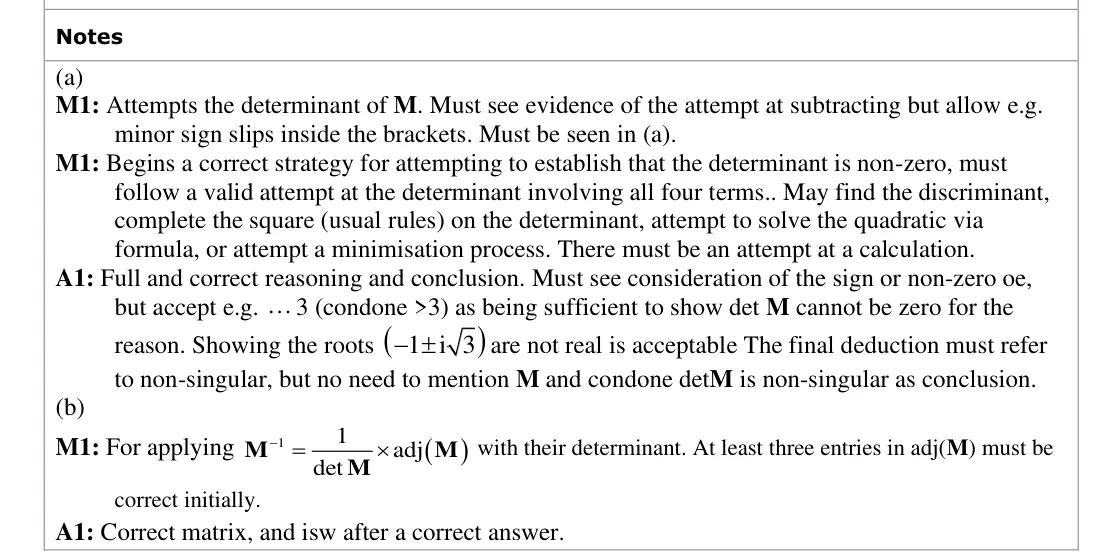 Notes
(a)
M1: Attempts the determinant of M. Must see evidence of the attempt at subtracting but allow e.g.
minor sign slips inside the brackets. Must be seen in (a).
M1: Begins a correct strategy for attempting to establish that the determinant is non-zero, must
follow a valid attempt at the determinant involving all four terms.. May find the discriminant,
complete the square (usual rules) on the determinant, attempt to solve the quadratic via
formula, or attempt a minimisation process. There must be an attempt at a calculation.
A1: Full and correct reasoning and conclusion. Must see consideration of the sign or non-zero oe,
but accept e.g. …3 (condone >3) as being sufficient to show det M cannot be zero for the
reason. Showing the roots (−1±i√3) are not real is acceptable The final deduction must refer
to non-singular, but no need to mention M and condone detM is non-singular as conclusion.
(b)
M1: For applying M⁻¹ = 1/det M × adj(M) with their determinant. At least three entries in adj(M) must be
correct initially.
A1: Correct matrix, and isw after a correct answer.